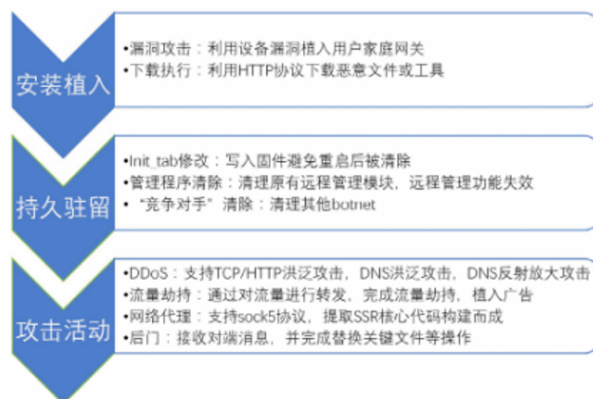 安装植入
•漏洞攻击：利用设备漏洞植入用户家庭网关
•下载执行：利用HTTP协议下载恶意文件或工具
持久驻留
•Init_tab修改：写入固件避免重启后被清除
•管理程序清除：清理原有远程管理模块，远程管理功能失效
•“竞争对手”清除：清理其他botnet
攻击活动
•DDoS：支持TCP/HTTP洪泛攻击，DNS洪泛攻击，DNS反射放大攻击
•流量劫持：通过对流量进行转发，完成流量劫持，植入广告
•网络代理：支持sock5协议，提取SSR核心代码构建而成
•后门：接收对端消息，并完成替换关键文件等操作